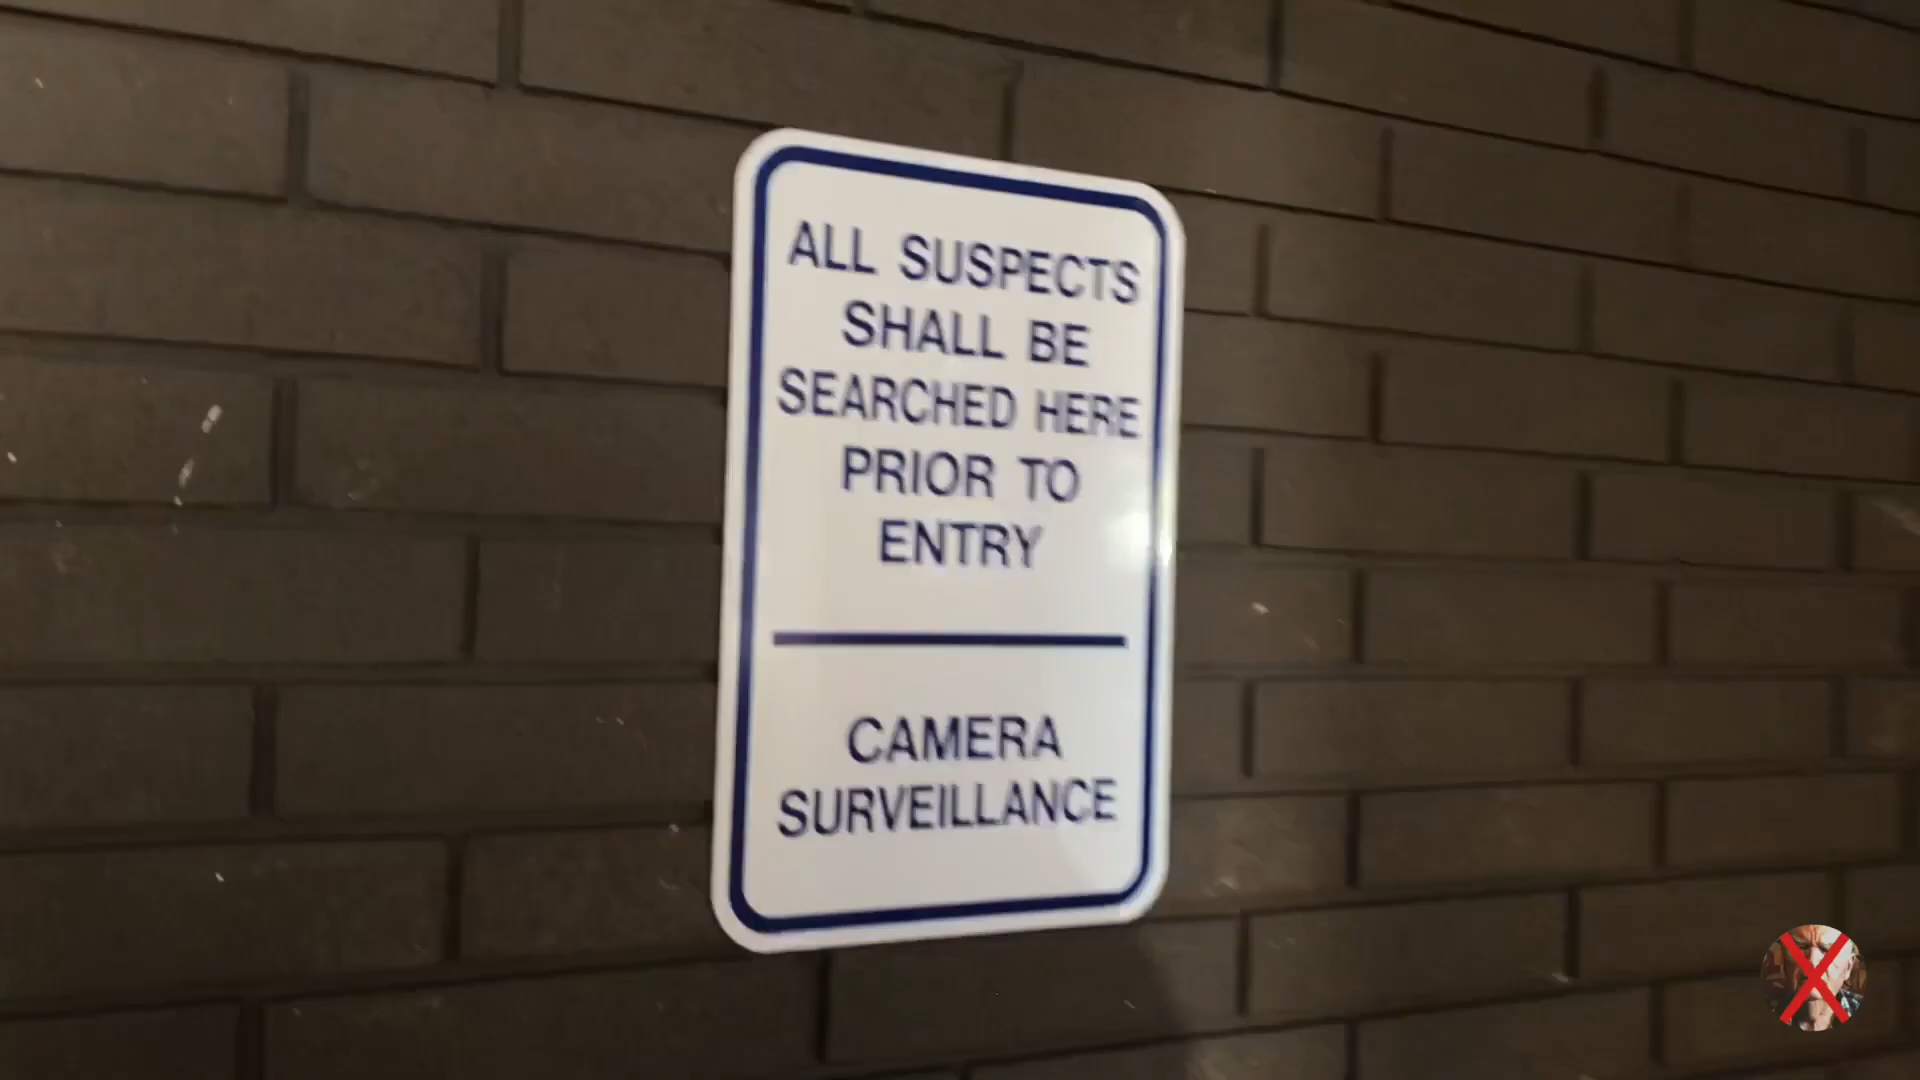 ALL SUSPECTS
SHALL BE
SEARCHED HERE
PRIOR TO
ENTRY
CAMERA
SURVEILLANCE